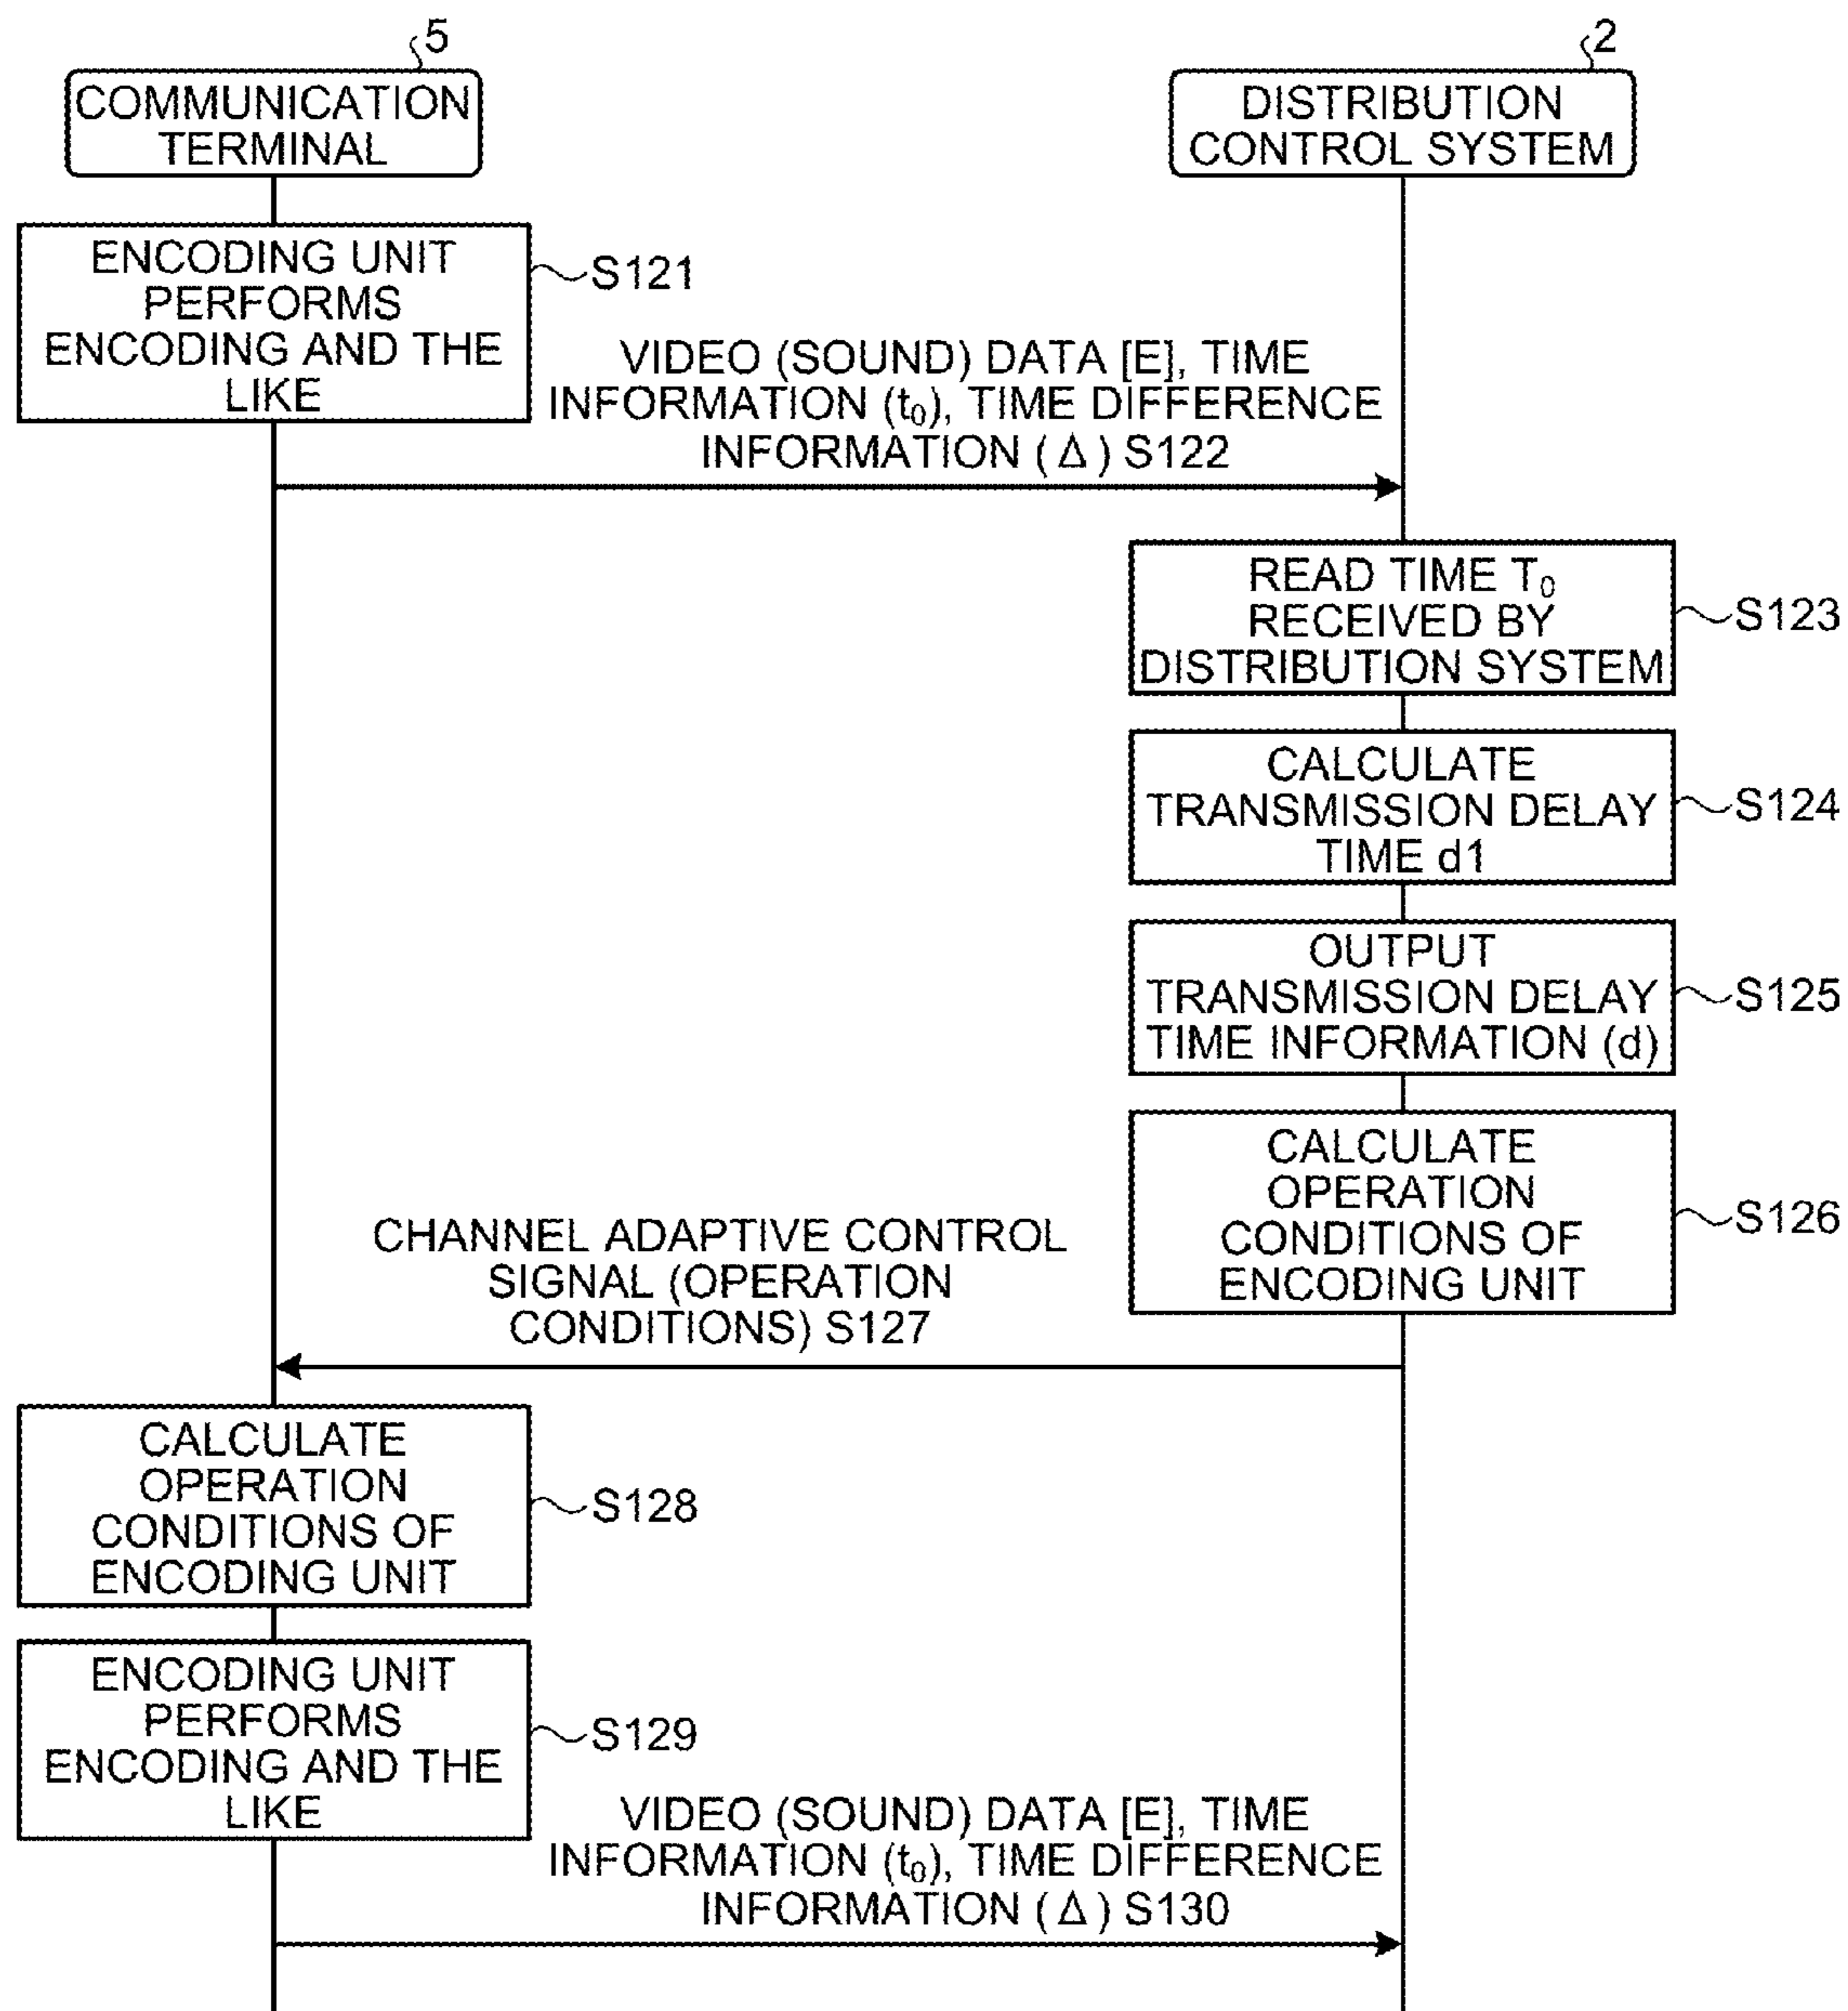 5
2
COMMUNICATION
TERMINAL
DISTRIBUTION
CONTROL SYSTEM
ENCODING UNIT
PERFORMS
ENCODING AND THE
LIKE
S121
VIDEO (SOUND) DATA [E], TIME
INFORMATION (t₀), TIME DIFFERENCE
INFORMATION (Δ) S122
READ TIME T₀
RECEIVED BY
DISTRIBUTION SYSTEM
S123
CALCULATE
TRANSMISSION DELAY
TIME d1
S124
OUTPUT
TRANSMISSION DELAY
TIME INFORMATION (d)
S125
CALCULATE
OPERATION
CONDITIONS OF
ENCODING UNIT
S126
CHANNEL ADAPTIVE CONTROL
SIGNAL (OPERATION
CONDITIONS) S127
CALCULATE
OPERATION
CONDITIONS OF
ENCODING UNIT
S128
ENCODING UNIT
PERFORMS
ENCODING AND THE
LIKE
S129
VIDEO (SOUND) DATA [E], TIME
INFORMATION (t₀), TIME DIFFERENCE
INFORMATION (Δ) S130